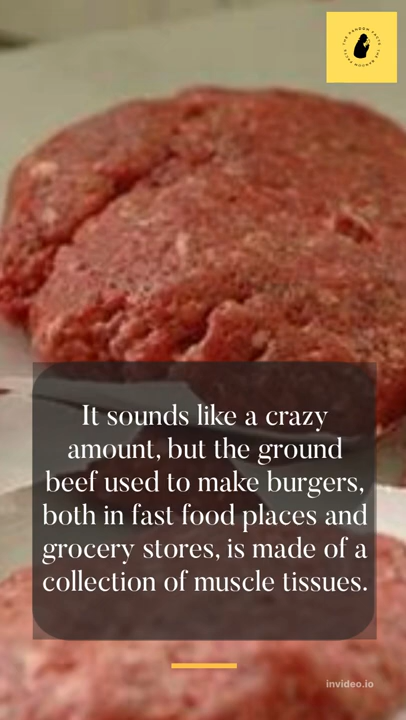 It sounds like a crazy
amount, but the ground
beef used to make burgers,
both in fast food places and
grocery stores, is made of a
collection of muscle tissues.
invideo.io